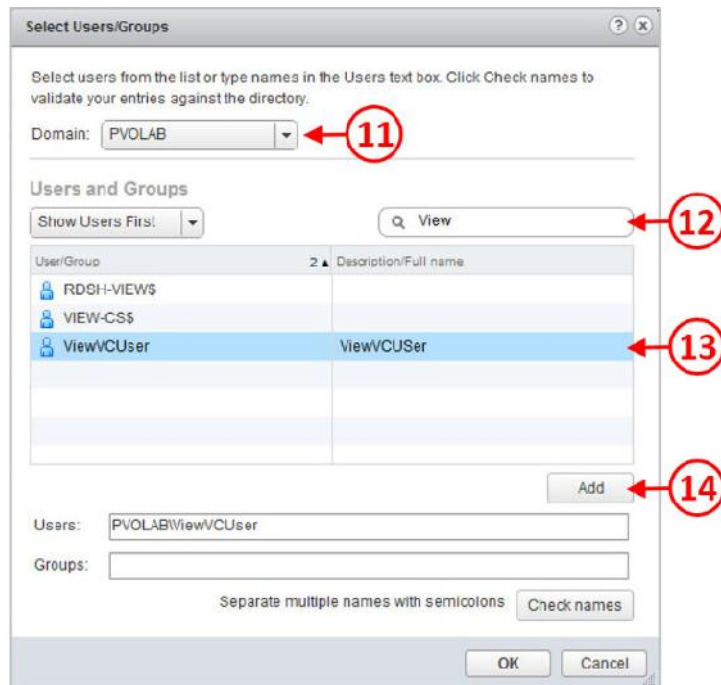 Select Users/Groups
?
x
Select users from the list or type names in the Users text box. Click Check names to
validate your entries against the directory.
Domain: PVOLAB
11
Users and Groups
Show Users First
View
12
User/Group 2 Description/Full name
RDSH-VIEW$
VIEW-CS$
ViewVCUser ViewVCUSer
13
Add
14
Users: PVOLAB\ViewVCUser
Groups:
Separate multiple names with semicolons Check names
OK Cancel